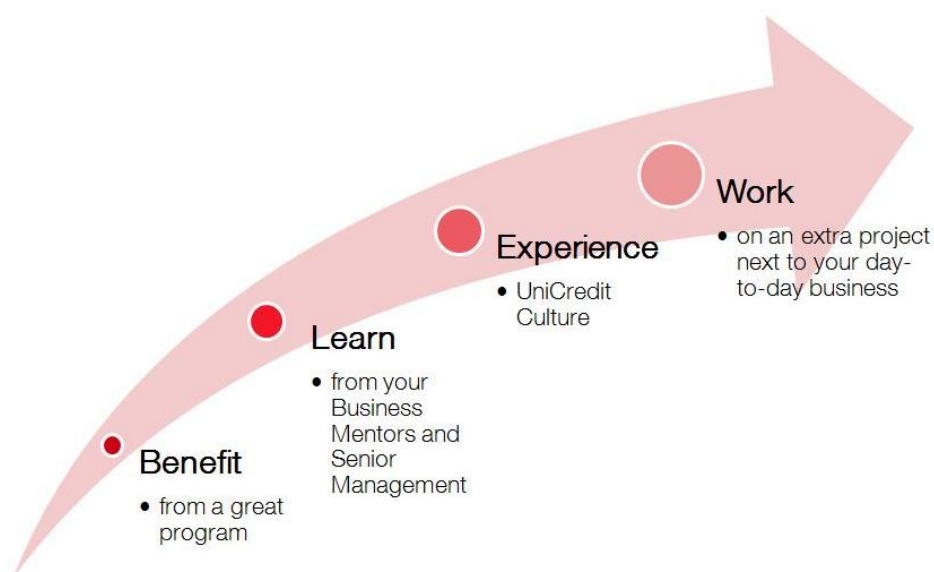 Benefit
• from a great
program
Learn
• from your
Business
Mentors and
Senior
Management
Experience
• UniCredit
Culture
Work
• on an extra project
next to your day-
to-day business